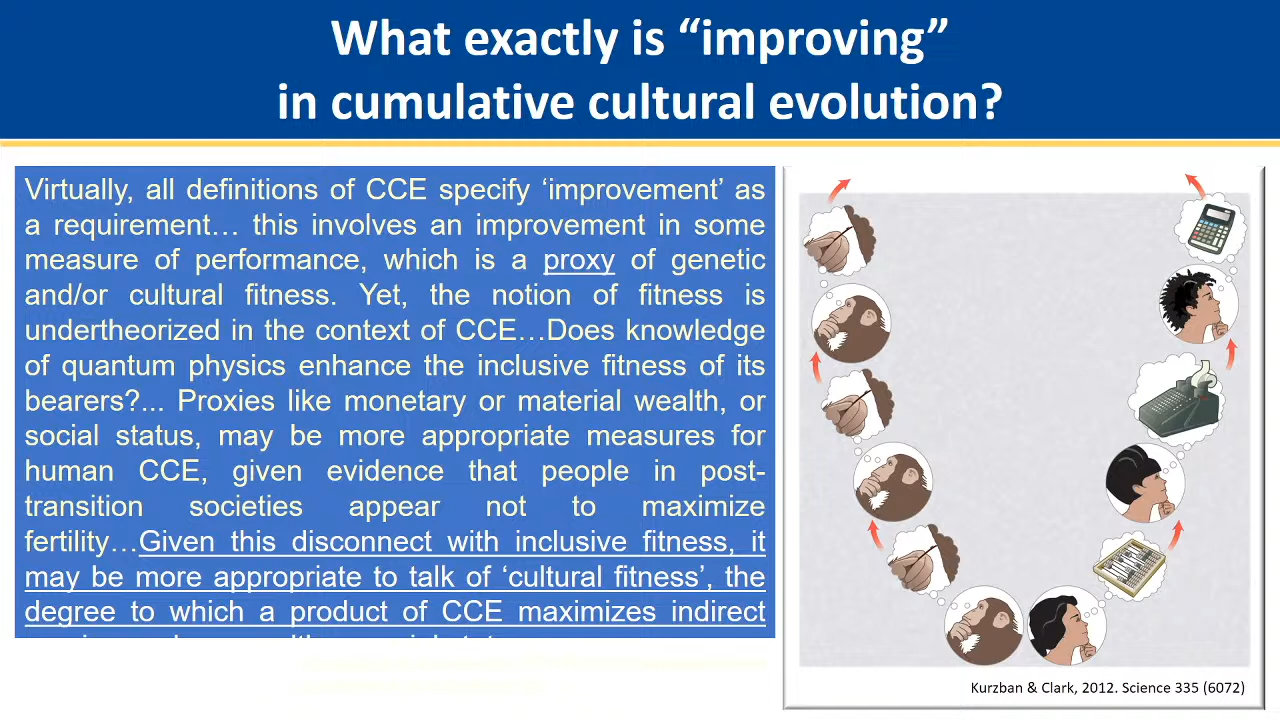 What exactly is “improving”
in cumulative cultural evolution?
Virtually, all definitions of CCE specify ‘improvement’ as
a requirement… this involves an improvement in some
measure of performance, which is a proxy of genetic
and/or cultural fitness. Yet, the notion of fitness is
undertheorized in the context of CCE…Does knowledge
of quantum physics enhance the inclusive fitness of its
bearers?... Proxies like monetary or material wealth, or
social status, may be more appropriate measures for
human CCE, given evidence that people in post-
transition societies appear not to maximize
fertility…Given this disconnect with inclusive fitness, it
may be more appropriate to talk of ‘cultural fitness’, the
degree to which a product of CCE maximizes indirect
Kurzban & Clark, 2012. Science 335 (6072)